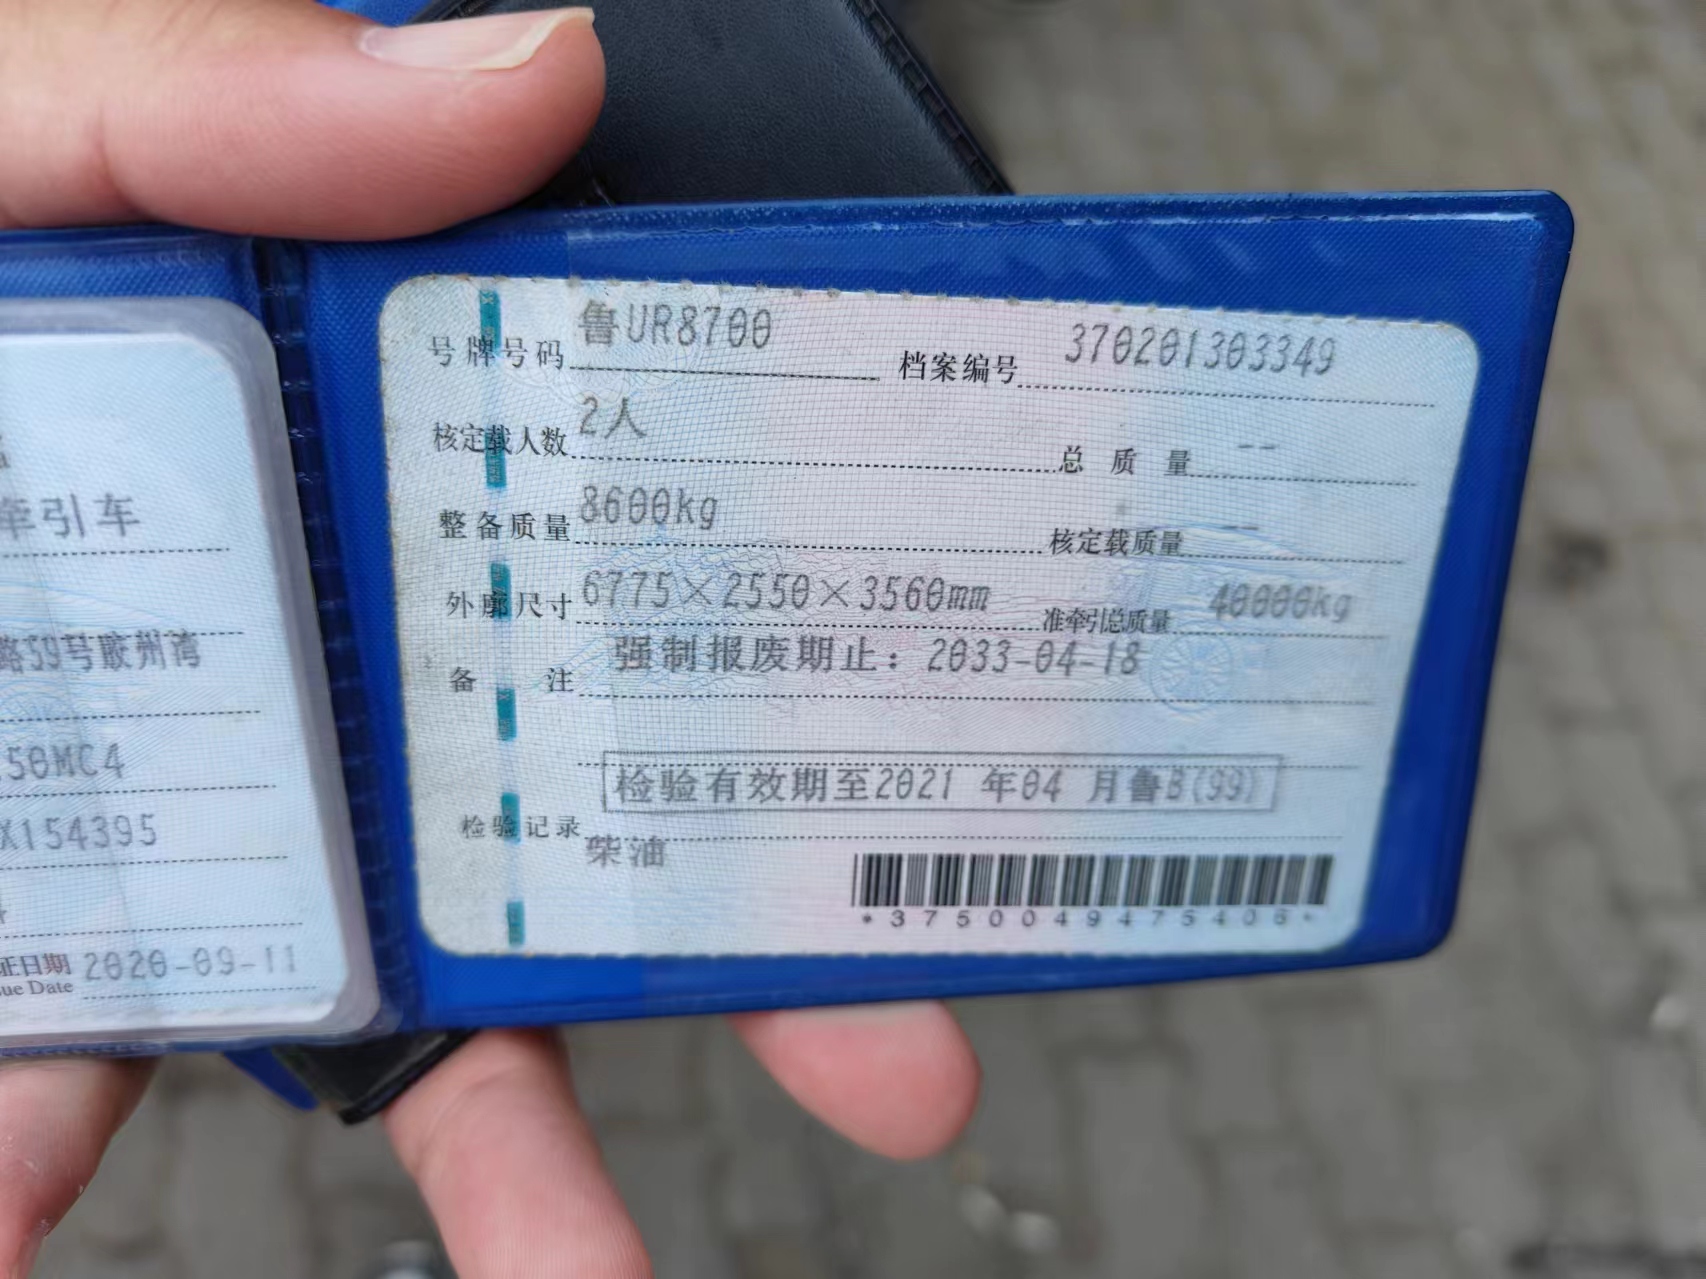 牵引车
路59号胶州湾
50MC4
X154395
证日期 2020-09-11
ue Date
号牌号码 鲁UR8700 档案编号 370201303349
核定载人数 2人 总质量 --
整备质量 8600kg 核定载质量 --
外廓尺寸 6775×2550×3560mm 准牵引总质量 40000kg
备注 强制报废期止：2033-04-18
检验有效期至2021 年04 月鲁B(99)
检验记录
柴油
*3750049475406*